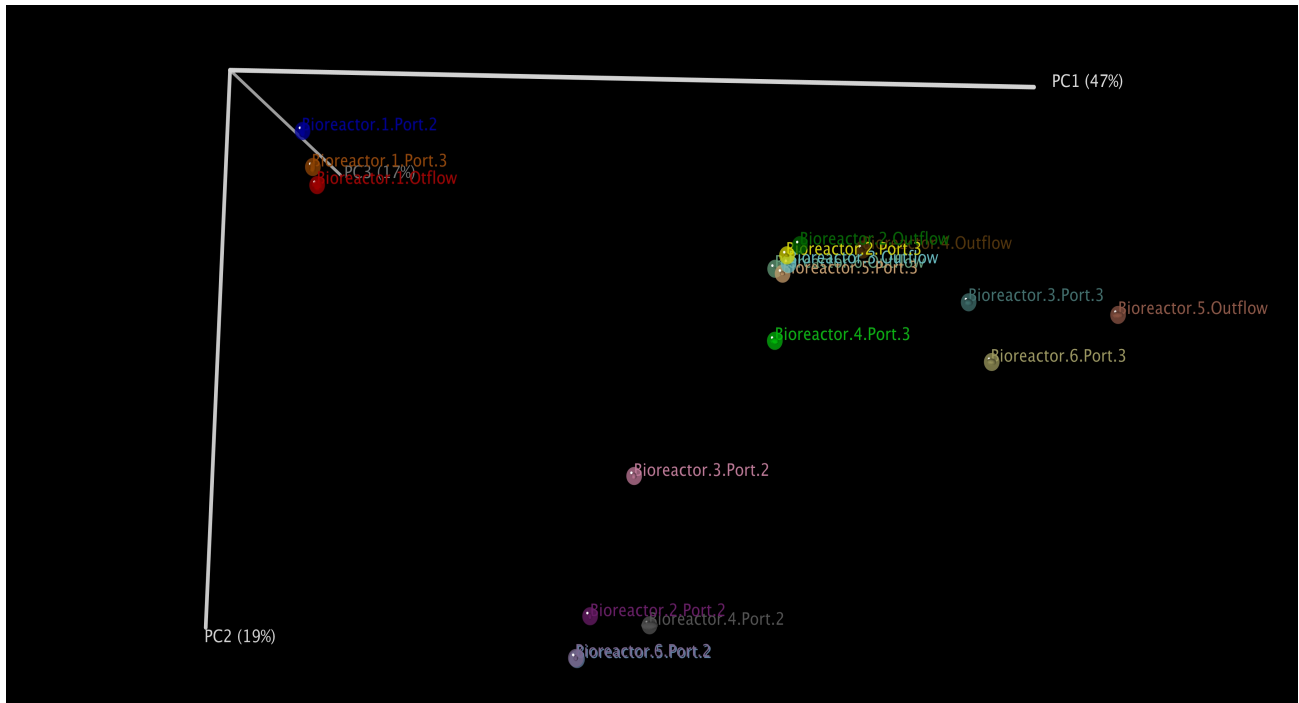 PC1 (47%)
Bioreactor.1.Port.2
Bioreactor.1.Port.3
PC3 (17%)
Bioreactor.1.Otflow
Bioreactor.2.Outflow
Bioreactor.4.Outflow
Bioreactor.2.Port.3
Bioreactor.5.Port.3
Bioreactor.3.Port.3
Bioreactor.5.Outflow
Bioreactor.4.Port.3
Bioreactor.6.Port.3
Bioreactor.3.Port.2
Bioreactor.2.Port.2
Bioreactor.4.Port.2
PC2 (19%)